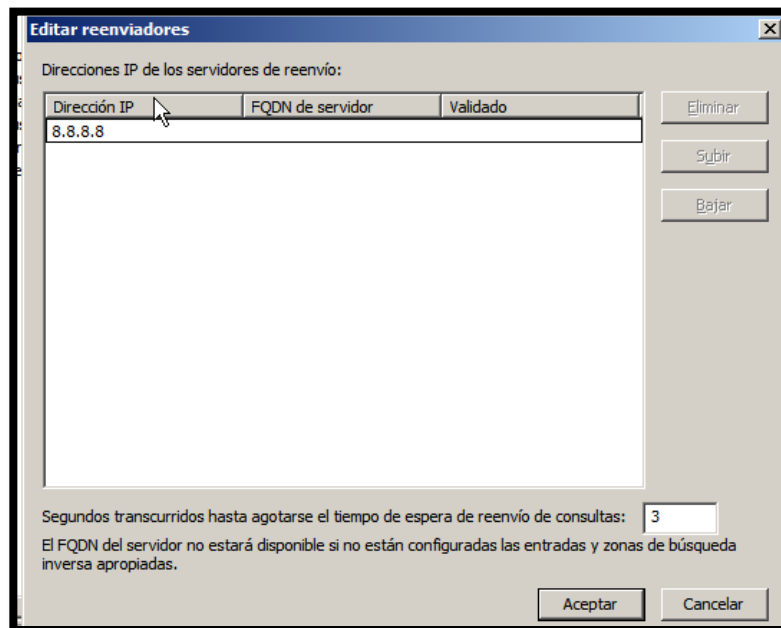 Editar reenviadores
Direcciones IP de los servidores de reenvío:
Dirección IP FQDN de servidor Validado
8.8.8.8
Eliminar
Subir
Bajar
Segundos transcurridos hasta agotarse el tiempo de espera de reenvío de consultas: 3
El FQDN del servidor no estará disponible si no están configuradas las entradas y zonas de búsqueda
inversa apropiadas.
Aceptar Cancelar